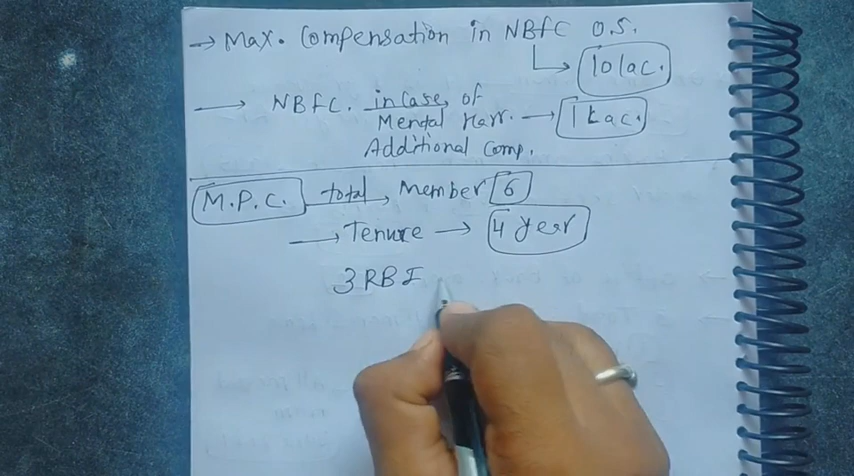 → Max. Compensation in NBFC O.S.
→ 10 lac.
→ NBFC. in case of
Mental Harr. → 1 Lac.
Additional Comp.
M.P.C. total → Member 6
→ Tenure → 4 year
3 RBI